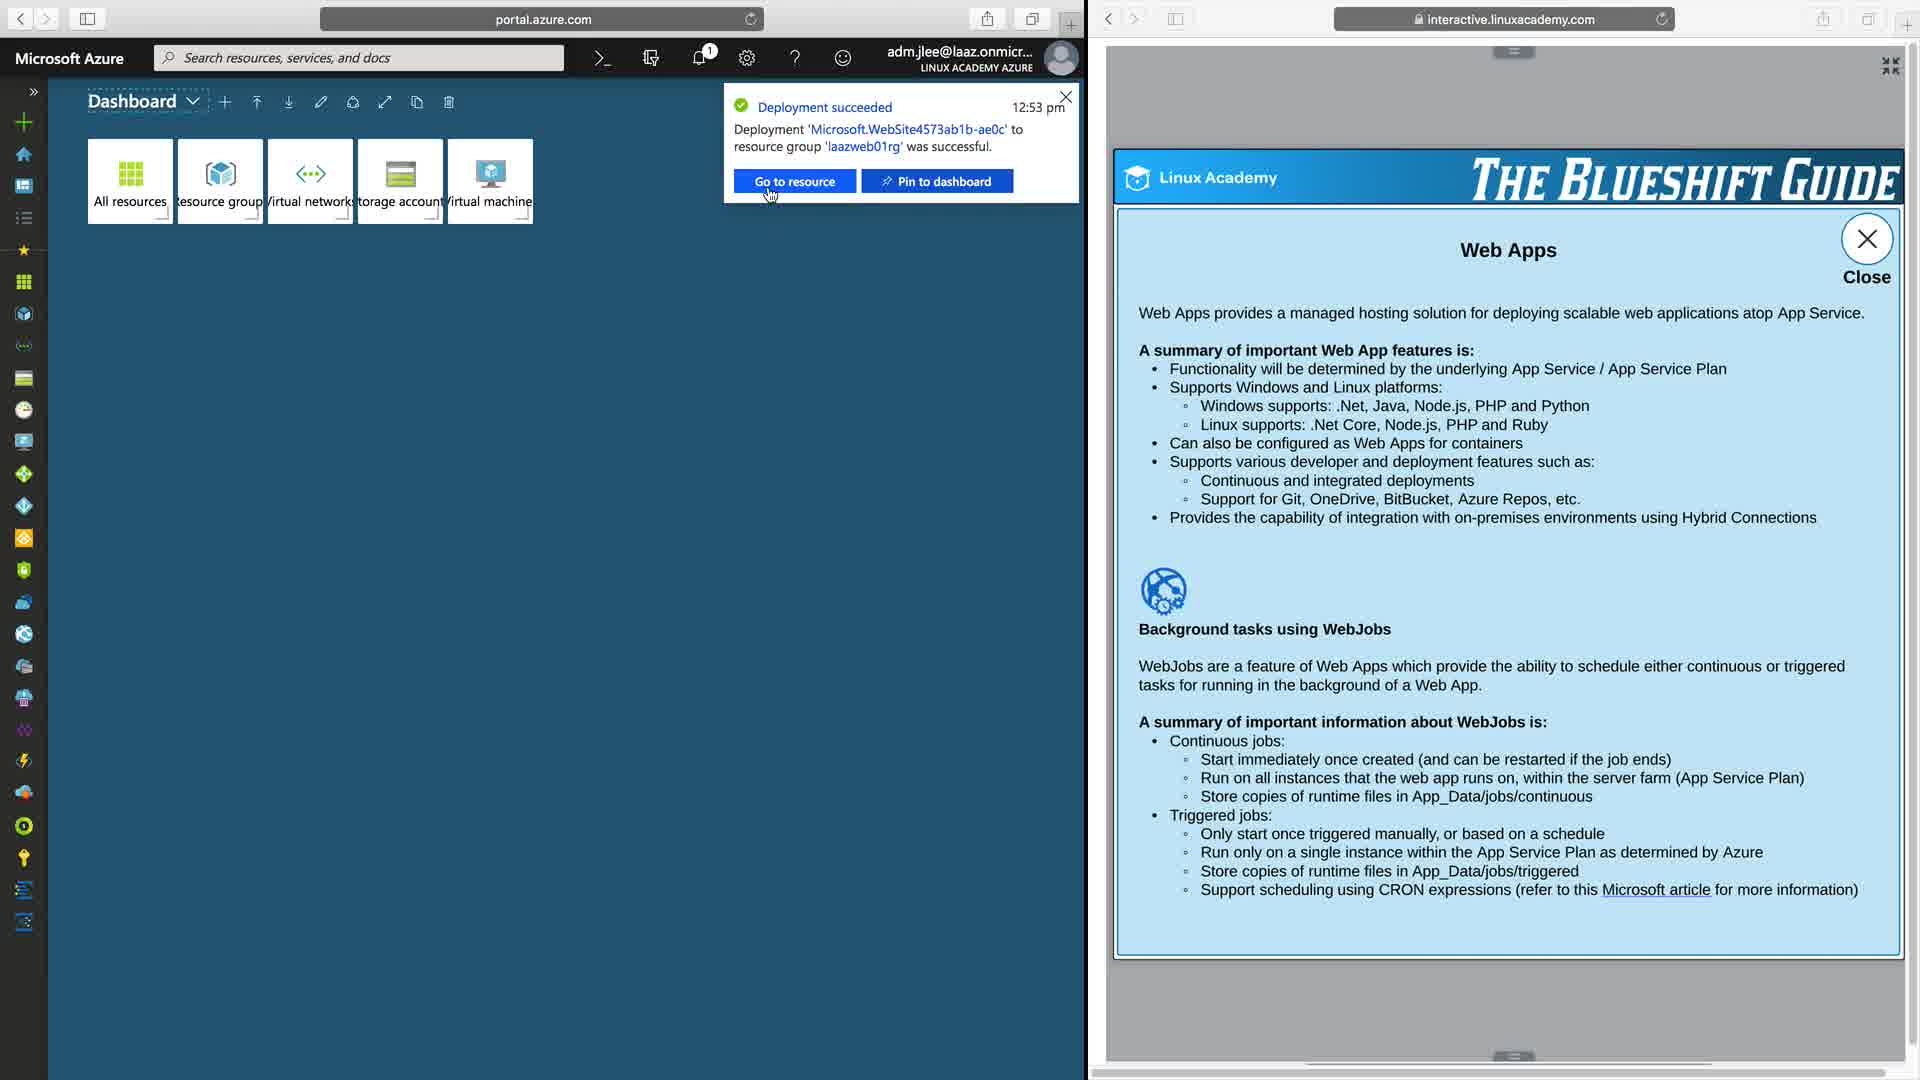 portal.azure.com
Microsoft Azure
Search resources, services, and docs
1
adm.jlee@laaz.onmicr...
LINUX ACADEMY AZURE
Dashboard
Deployment succeeded
12:53 pm
Deployment 'Microsoft.WebSite4573ab1b-ae0c' to
resource group 'laazweb01rg' was successful.
Go to resource
Pin to dashboard
All resources
esource group
irtual network
torage account
irtual machine
interactive.linuxacademy.com
Linux Academy
THE BLUESHIFT GUIDE
Web Apps
Close
Web Apps provides a managed hosting solution for deploying scalable web applications atop App Service.
A summary of important Web App features is:
• Functionality will be determined by the underlying App Service / App Service Plan
• Supports Windows and Linux platforms:
◦ Windows supports: .Net, Java, Node.js, PHP and Python
◦ Linux supports: .Net Core, Node.js, PHP and Ruby
• Can also be configured as Web Apps for containers
• Supports various developer and deployment features such as:
◦ Continuous and integrated deployments
◦ Support for Git, OneDrive, BitBucket, Azure Repos, etc.
• Provides the capability of integration with on-premises environments using Hybrid Connections
Background tasks using WebJobs
WebJobs are a feature of Web Apps which provide the ability to schedule either continuous or triggered
tasks for running in the background of a Web App.
A summary of important information about WebJobs is:
• Continuous jobs:
◦ Start immediately once created (and can be restarted if the job ends)
◦ Run on all instances that the web app runs on, within the server farm (App Service Plan)
◦ Store copies of runtime files in App_Data/jobs/continuous
• Triggered jobs:
◦ Only start once triggered manually, or based on a schedule
◦ Run only on a single instance within the App Service Plan as determined by Azure
◦ Store copies of runtime files in App_Data/jobs/triggered
◦ Support scheduling using CRON expressions (refer to this Microsoft article for more information)